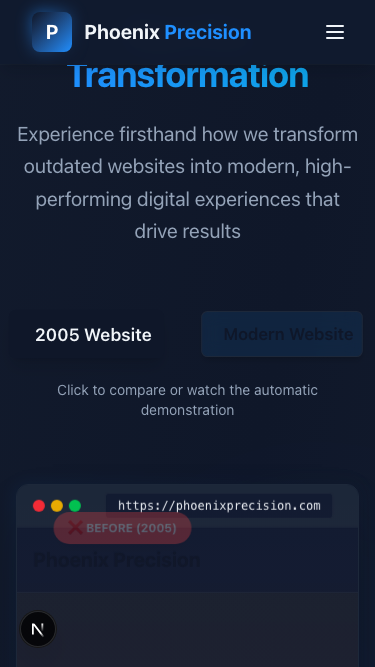 P
Phoenix Precision
Transformation
Experience firsthand how we transform
outdated websites into modern, high-
performing digital experiences that
drive results
2005 Website
Modern Website
Click to compare or watch the automatic
demonstration
https://phoenixprecision.com
❌ BEFORE (2005)
Phoenix Precision
N